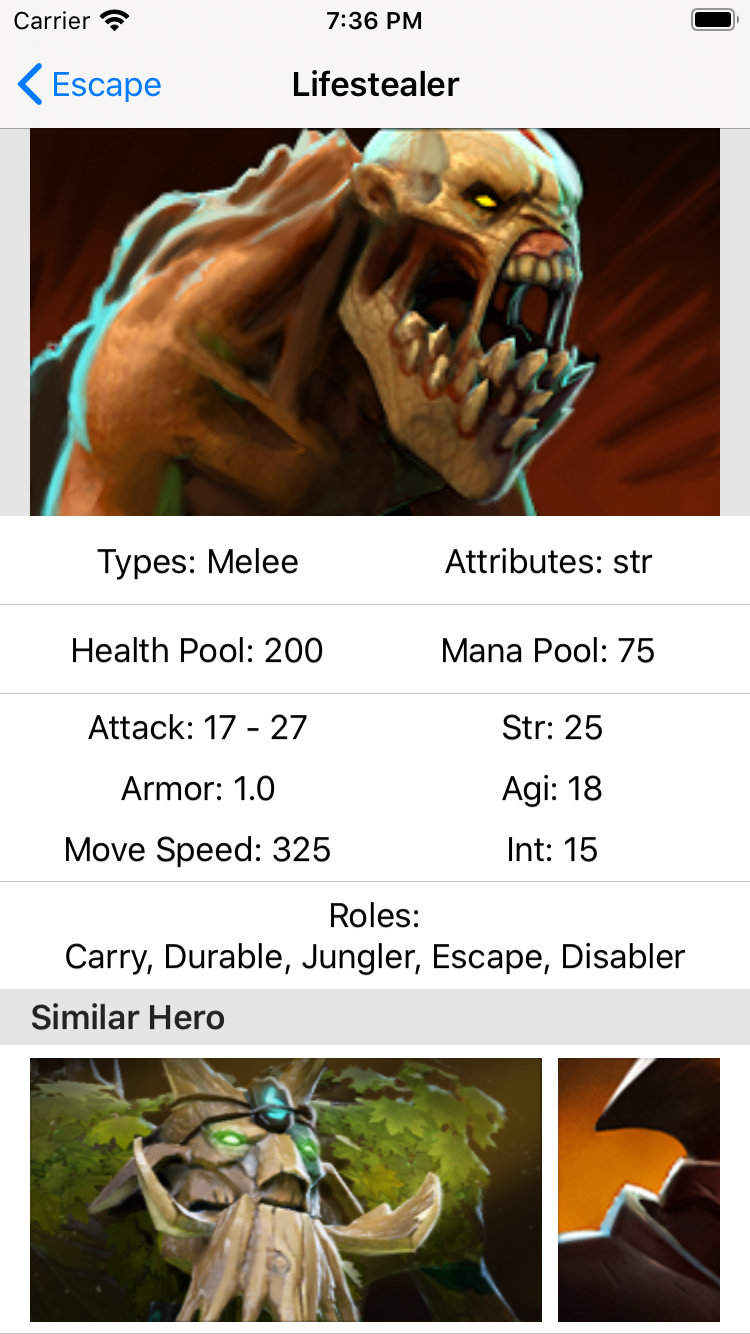 Carrier 7:36 PM
Escape Lifestealer
Types: Melee Attributes: str
Health Pool: 200 Mana Pool: 75
Attack: 17 - 27 Str: 25
Armor: 1.0 Agi: 18
Move Speed: 325 Int: 15
Roles:
Carry, Durable, Jungler, Escape, Disabler
Similar Hero